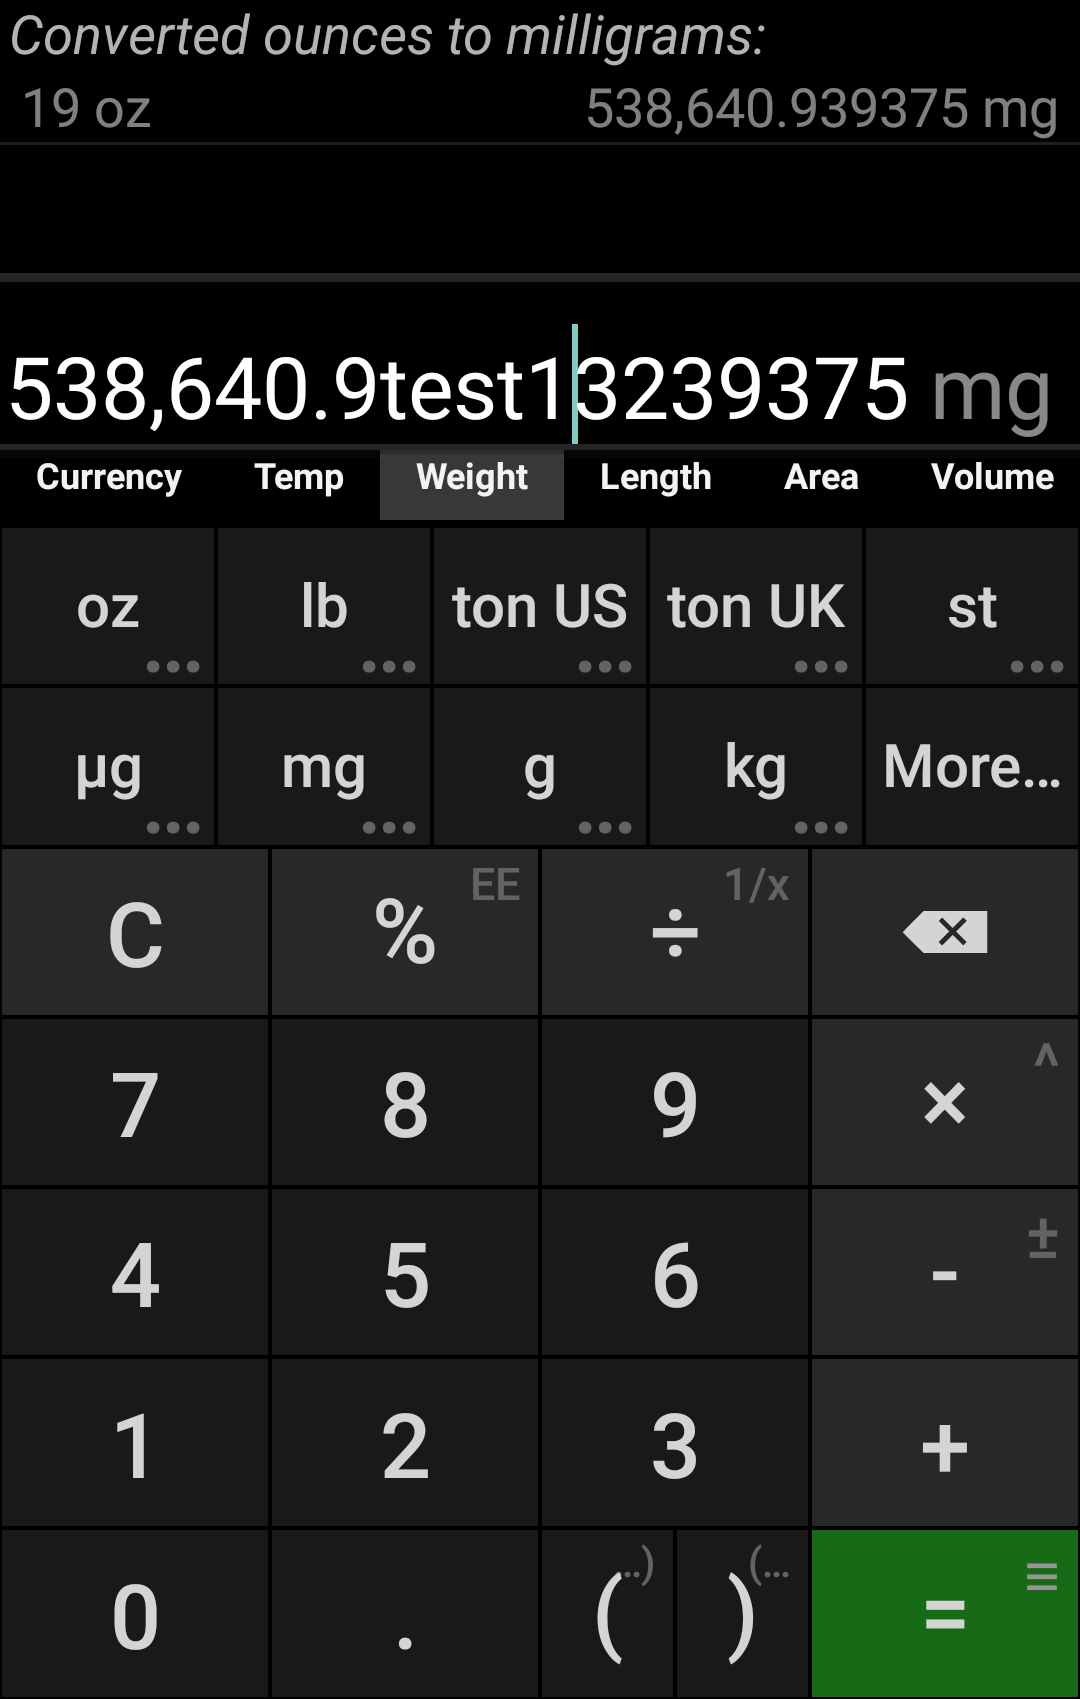 Converted ounces to milligrams:
19 oz 538,640.939375 mg
538,640.9test13239375 mg
Currency Temp Weight Length Area Volume
oz lb ton US ton UK st
µg mg g kg More...
C % EE ÷ 1/x
7 8 9 × ^
4 5 6 - ±
1 2 3 +
0 . ( ..) ) (... = ≡